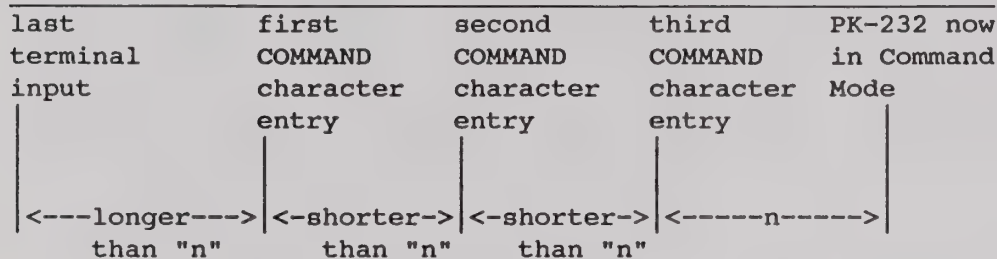 last first second third PK-232 now
terminal COMMAND COMMAND COMMAND in Command
input character character character Mode
entry entry entry
<---longer---> <-shorter-> <-shorter-> <-----n----->
than "n" than "n" than "n"